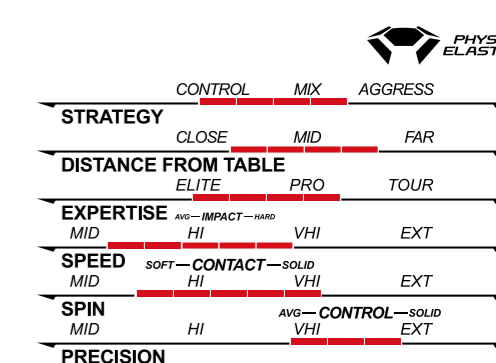 PHYS
ELAST
CONTROL MIX AGGRESS
STRATEGY
CLOSE MID FAR
DISTANCE FROM TABLE
ELITE PRO TOUR
EXPERTISE AVG—IMPACT—HARD
MID HI VHI EXT
SPEED SOFT—CONTACT—SOLID
MID HI VHI EXT
SPIN AVG—CONTROL—SOLID
MID HI VHI EXT
PRECISION